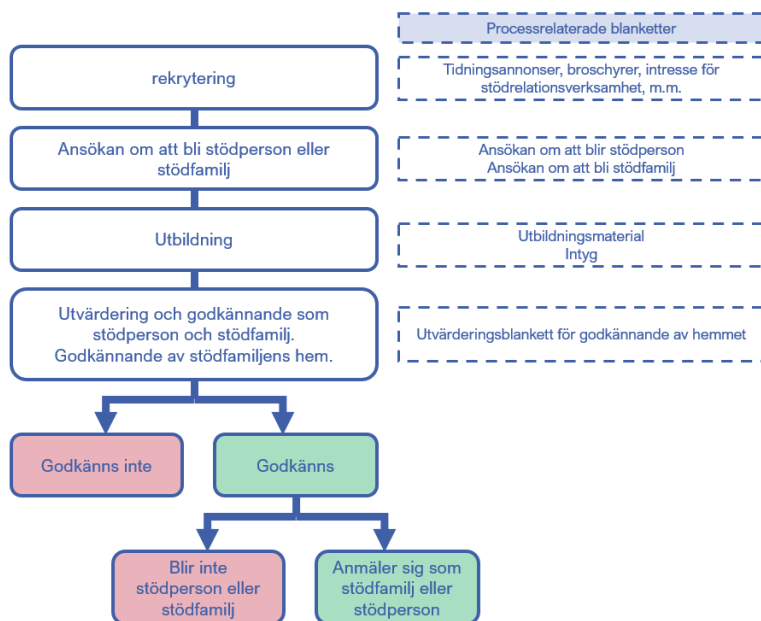 Processrelaterade blanketter
rekrytering
Tidningsannonser, broschyrer, intresse för
stödrelationsverksamhet, m.m.
Ansökan om att bli stödperson eller
stödfamilj
Ansökan om att blir stödperson
Ansökan om att bli stödfamilj
Utbildning
Utbildningsmaterial
Intyg
Utvärdering och godkännande som
stödperson och stödfamilj.
Godkännande av stödfamiljens hem.
Utvärderingsblankett för godkännande av hemmet
Godkänns inte
Godkänns
Blir inte
stödperson eller
stödfamilj
Anmäler sig som
stödfamilj eller
stödperson